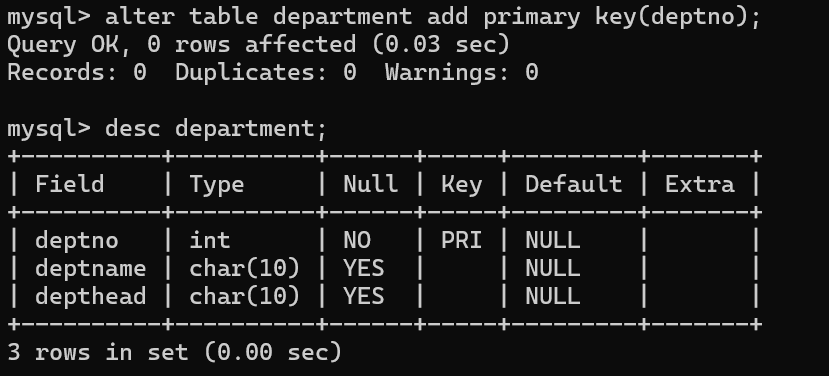 mysql> alter table department add primary key(deptno);
Query OK, 0 rows affected (0.03 sec)
Records: 0  Duplicates: 0  Warnings: 0

mysql> desc department;
+----------+----------+------+-----+---------+-------+
| Field    | Type     | Null | Key | Default | Extra |
+----------+----------+------+-----+---------+-------+
| deptno   | int      | NO   | PRI | NULL    |       |
| deptname | char(10) | YES  |     | NULL    |       |
| depthead | char(10) | YES  |     | NULL    |       |
+----------+----------+------+-----+---------+-------+
3 rows in set (0.00 sec)